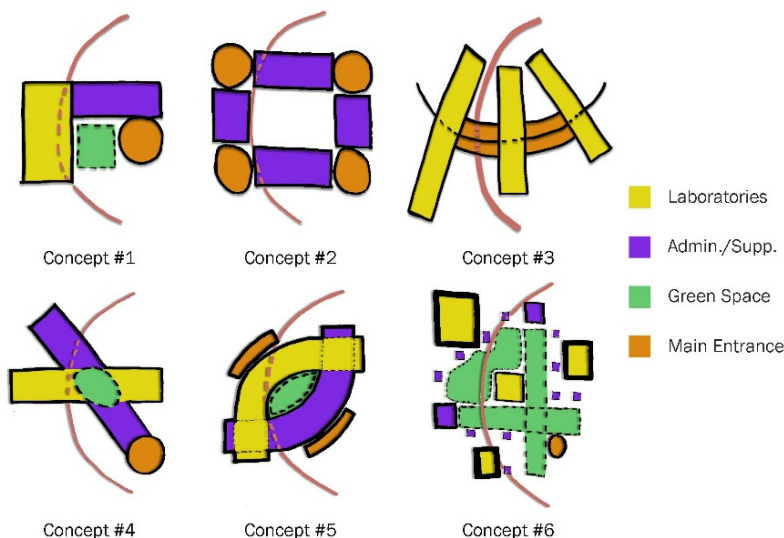 Concept #1
Concept #2
Concept #3
Laboratories
Admin./Supp.
Green Space
Main Entrance
Concept #4
Concept #5
Concept #6